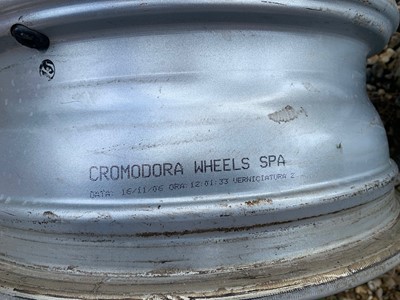 CROMODORA WHEELS SPA
DATA: 16/11/06 ORA:12:01:33 VERNICIATURA 2